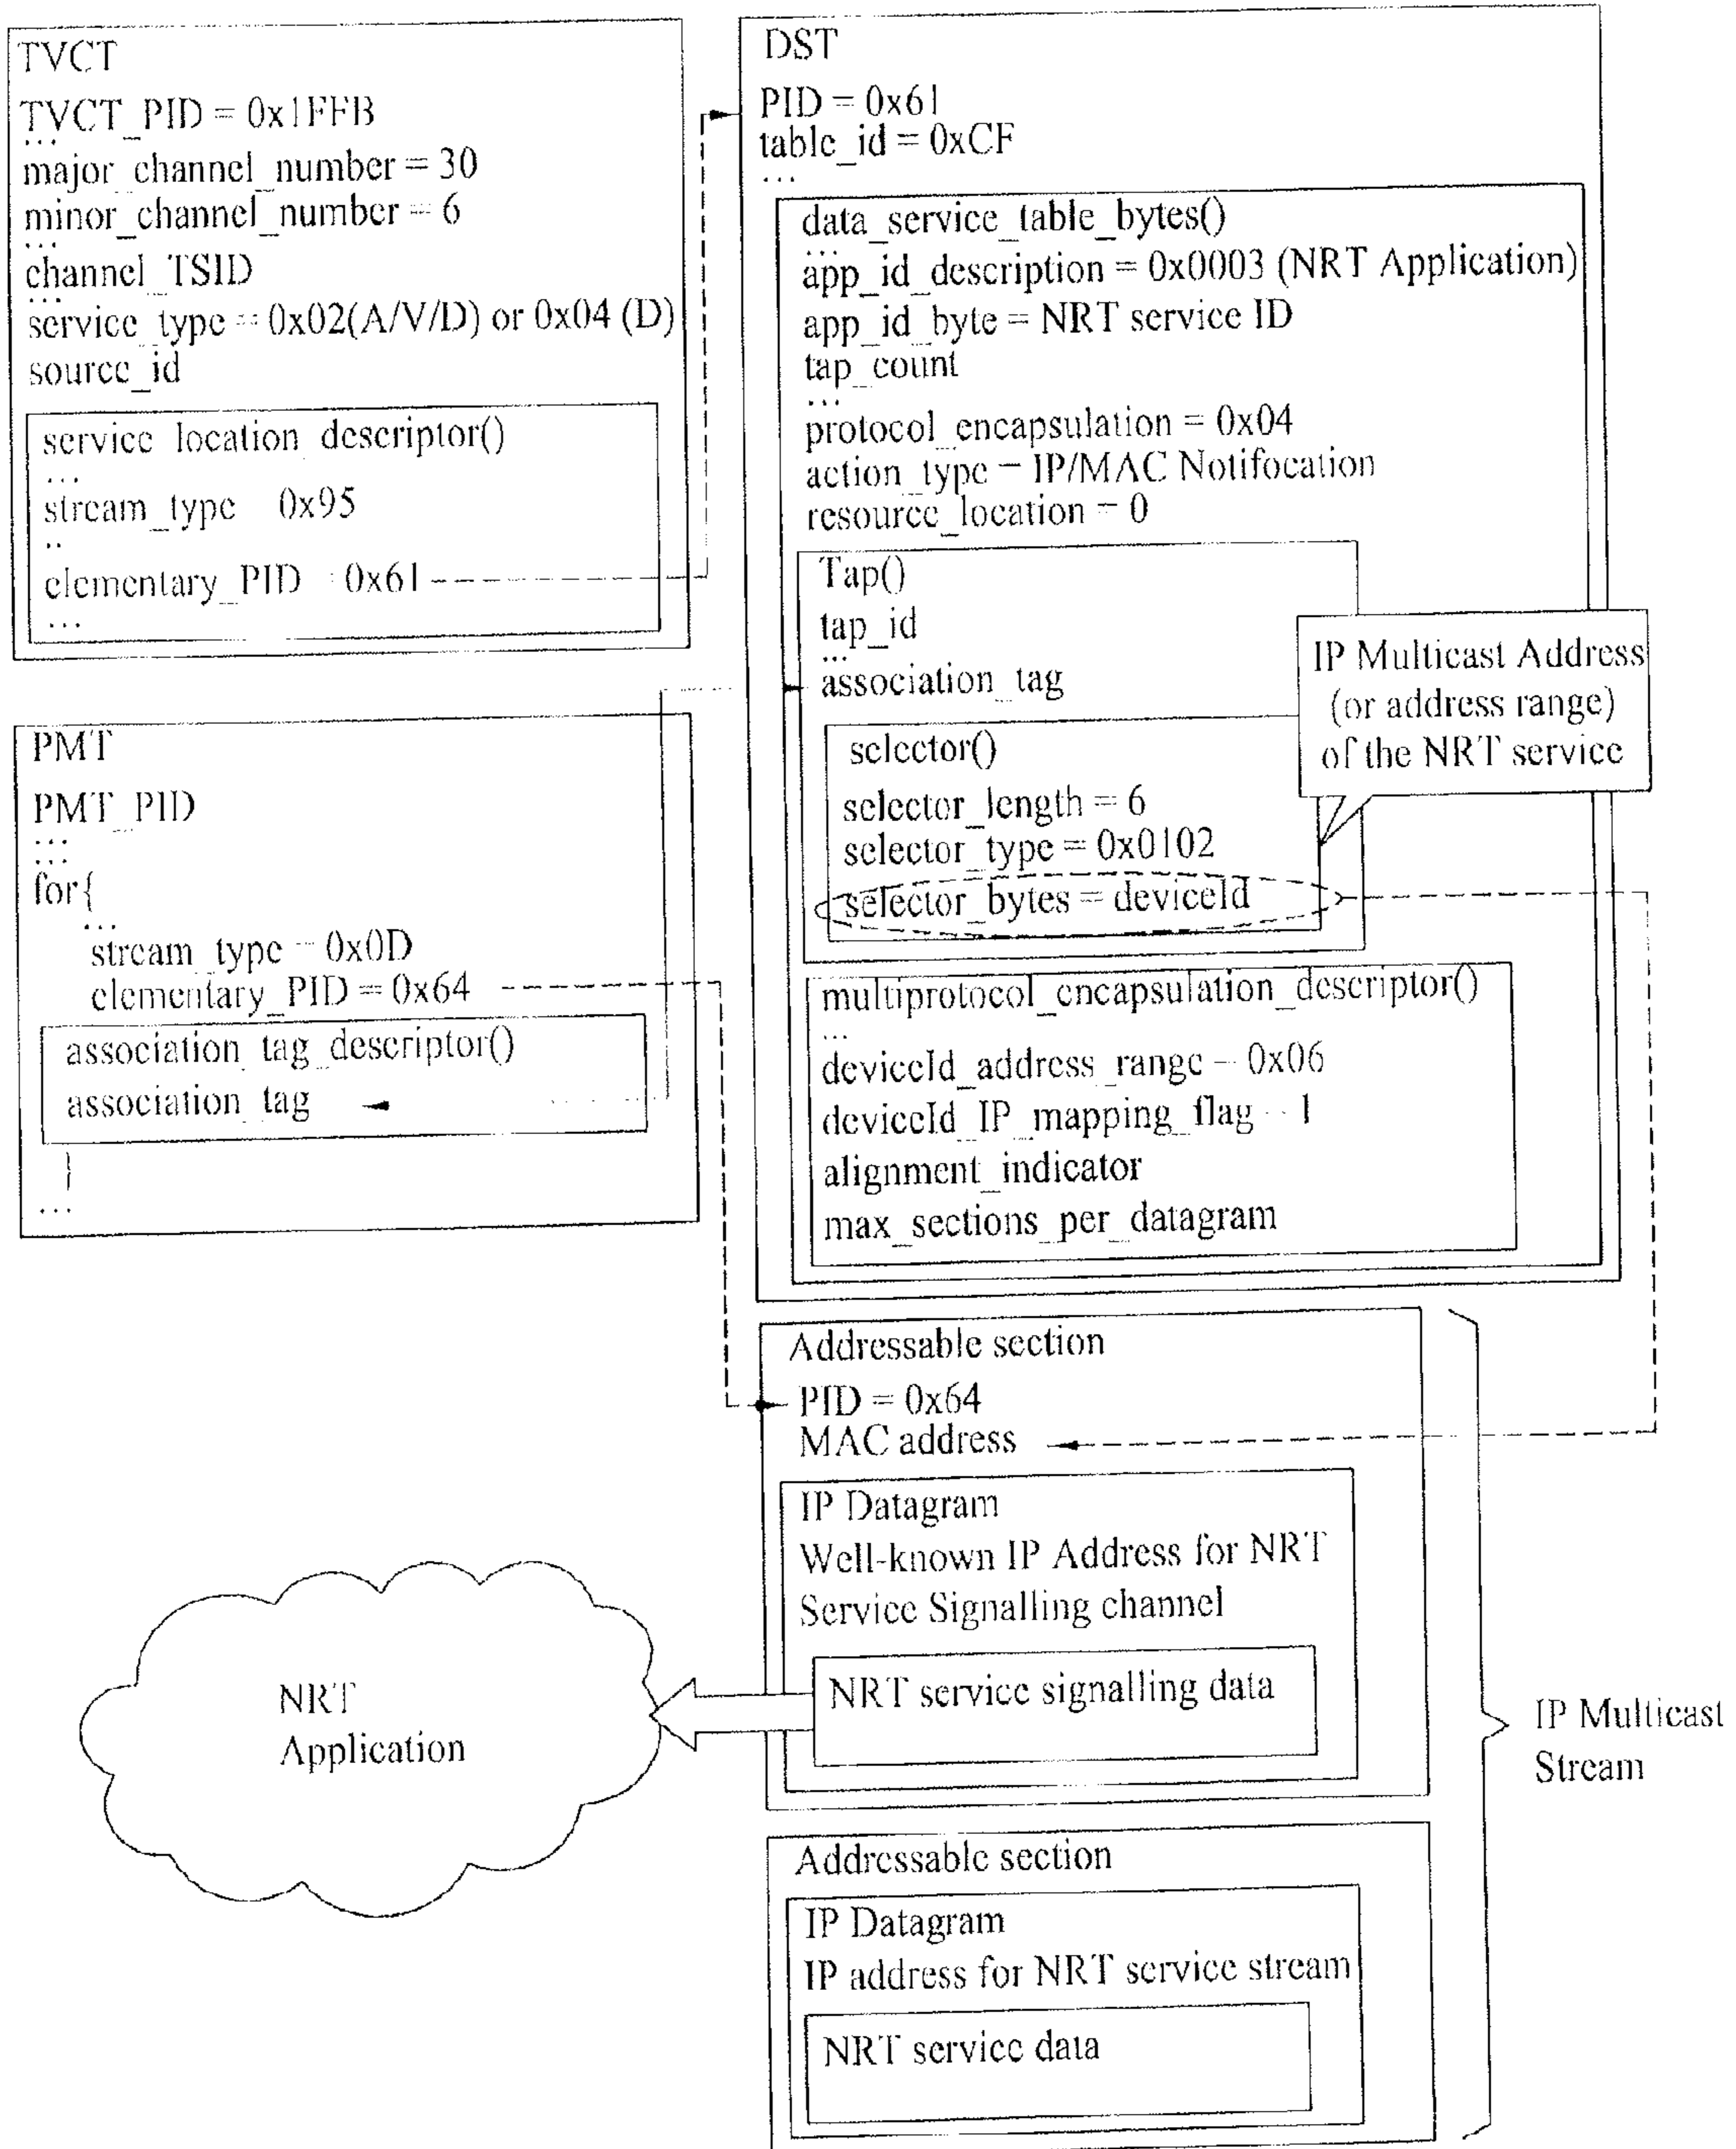 TVCT
TVCT_PID = 0x1FFB
...
major_channel_number = 30
minor_channel_number = 6
...
channel_TSID
...
service_type = 0x02(A/V/D) or 0x04 (D)
source_id
service location descriptor()
...
stream_type 0x95
..
elementary_PID = 0x61
...
PMT
PMT_PID
...
...
for{
...
stream_type = 0x0D
elementary_PID = 0x64
association_tag_descriptor()
association_tag
}
...
DST
PID = 0x61
table_id = 0xCF
...
data_service_table_bytes()
...
app_id_description = 0x0003 (NRT Application)
app_id_byte = NRT service ID
tap_count
...
protocol_encapsulation = 0x04
action_type = IP/MAC Notifocation
resource_location = 0
Tap()
tap_id
...
association_tag
selector()
selector_length = 6
selector_type = 0x0102
selector_bytes = deviceId
IP Multicast Address
(or address range)
of the NRT service
multiprotocol_encapsulation_descriptor()
...
deviceId_address_range = 0x06
deviceId_IP_mapping_flag = 1
alignment_indicator
max_sections_per_datagram
Addressable section
PID = 0x64
MAC address
IP Datagram
Well-known IP Address for NRT
Service Signalling channel
NRT service signalling data
NRT
Application
IP Multicast
Stream
Addressable section
IP Datagram
IP address for NRT service stream
NRT service data